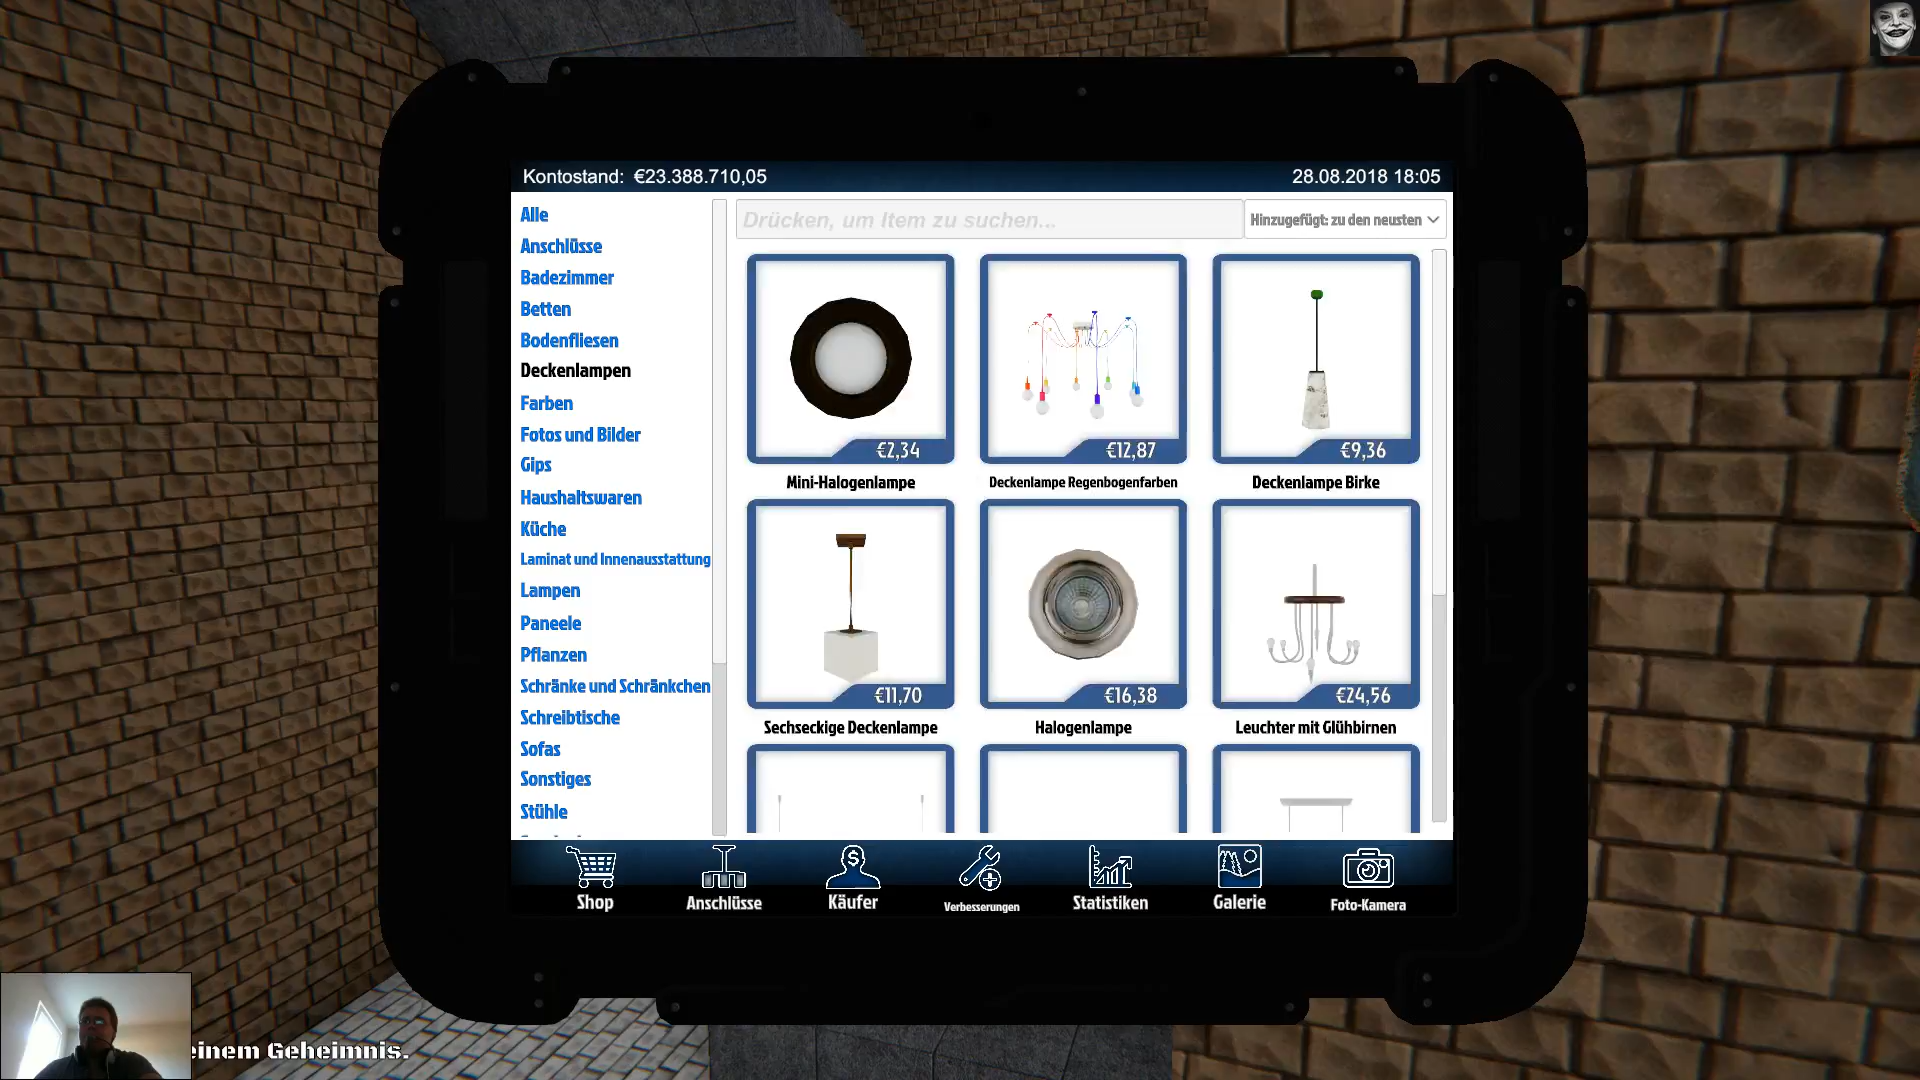 Kontostand: €23.388.710,05
28.08.2018 18:05
Alle
Anschlüsse
Badezimmer
Betten
Bodenfliesen
Deckenlampen
Farben
Fotos und Bilder
Gips
Haushaltswaren
Küche
Laminat und Innenausstattung
Lampen
Paneele
Pflanzen
Schränke und Schränkchen
Schreibtische
Sofas
Sonstiges
Stühle
Drücken, um Item zu suchen...
Hinzugefügt: zu den neusten
€2,34
€12,87
€9,36
Mini-Halogenlampe
Deckenlampe Regenbogenfarben
Deckenlampe Birke
€11,70
€16,38
€24,56
Sechseckige Deckenlampe
Halogenlampe
Leuchter mit Glühbirnen
Shop
Anschlüsse
Käufer
Verbesserungen
Statistiken
Galerie
Foto-Kamera
einem Geheimnis.